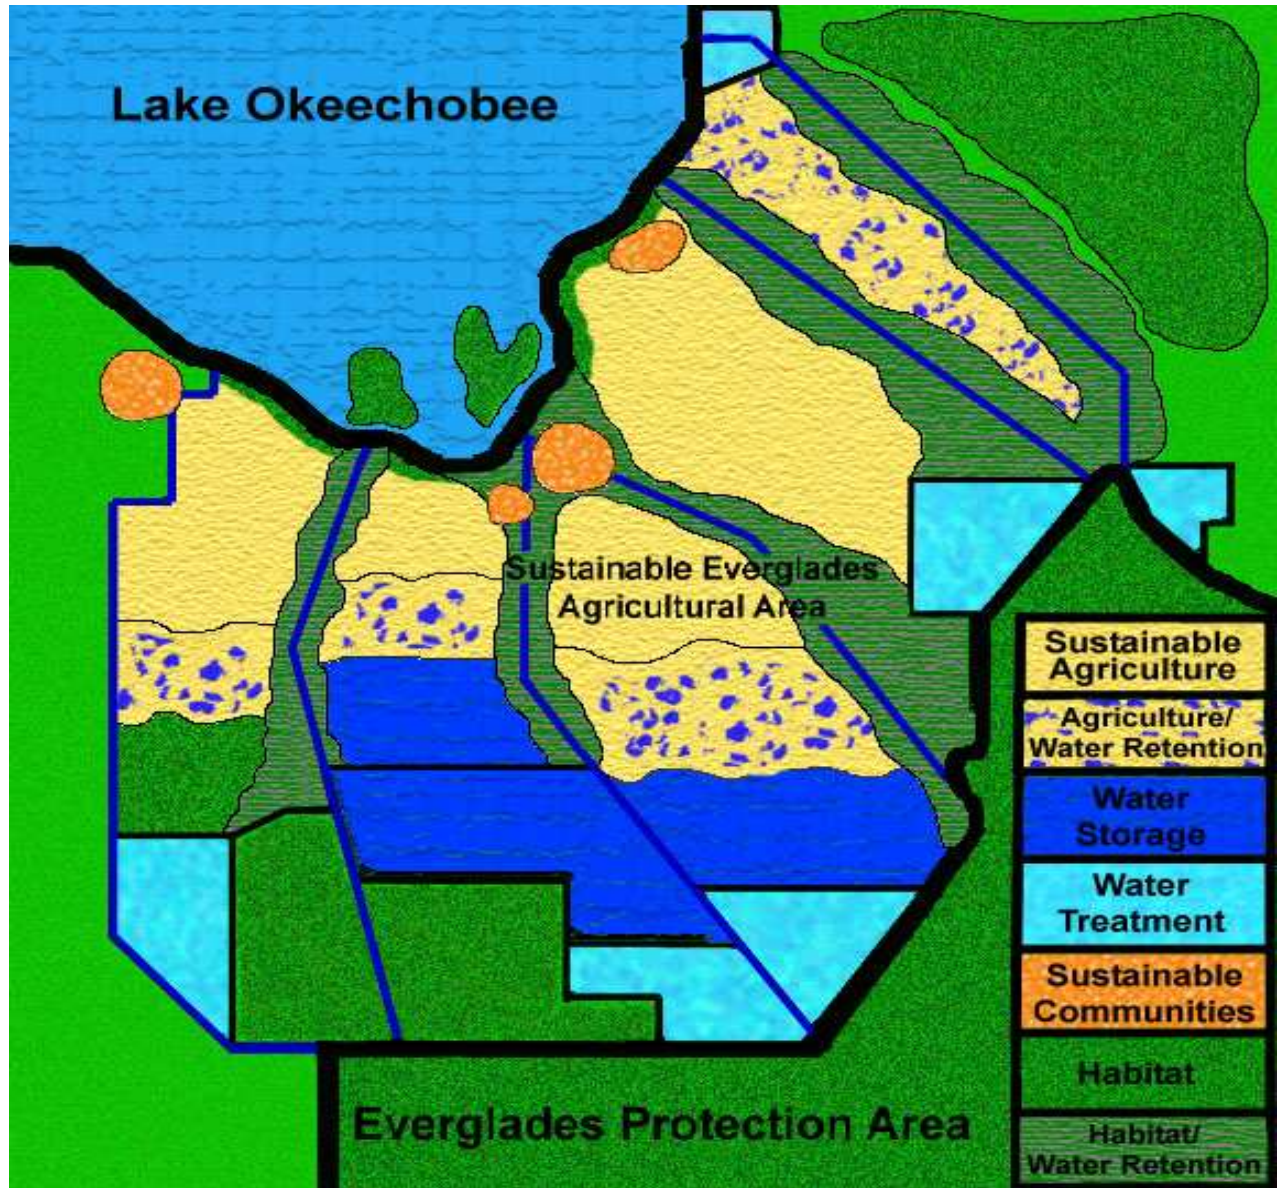 Lake Okeechobee
Sustainable Everglades
Agricultural Area
Sustainable
Agriculture
Agriculture/
Water Retention
Water
Storage
Water
Treatment
Sustainable
Communities
Habitat
Habitat/
Water Retention
Everglades Protection Area